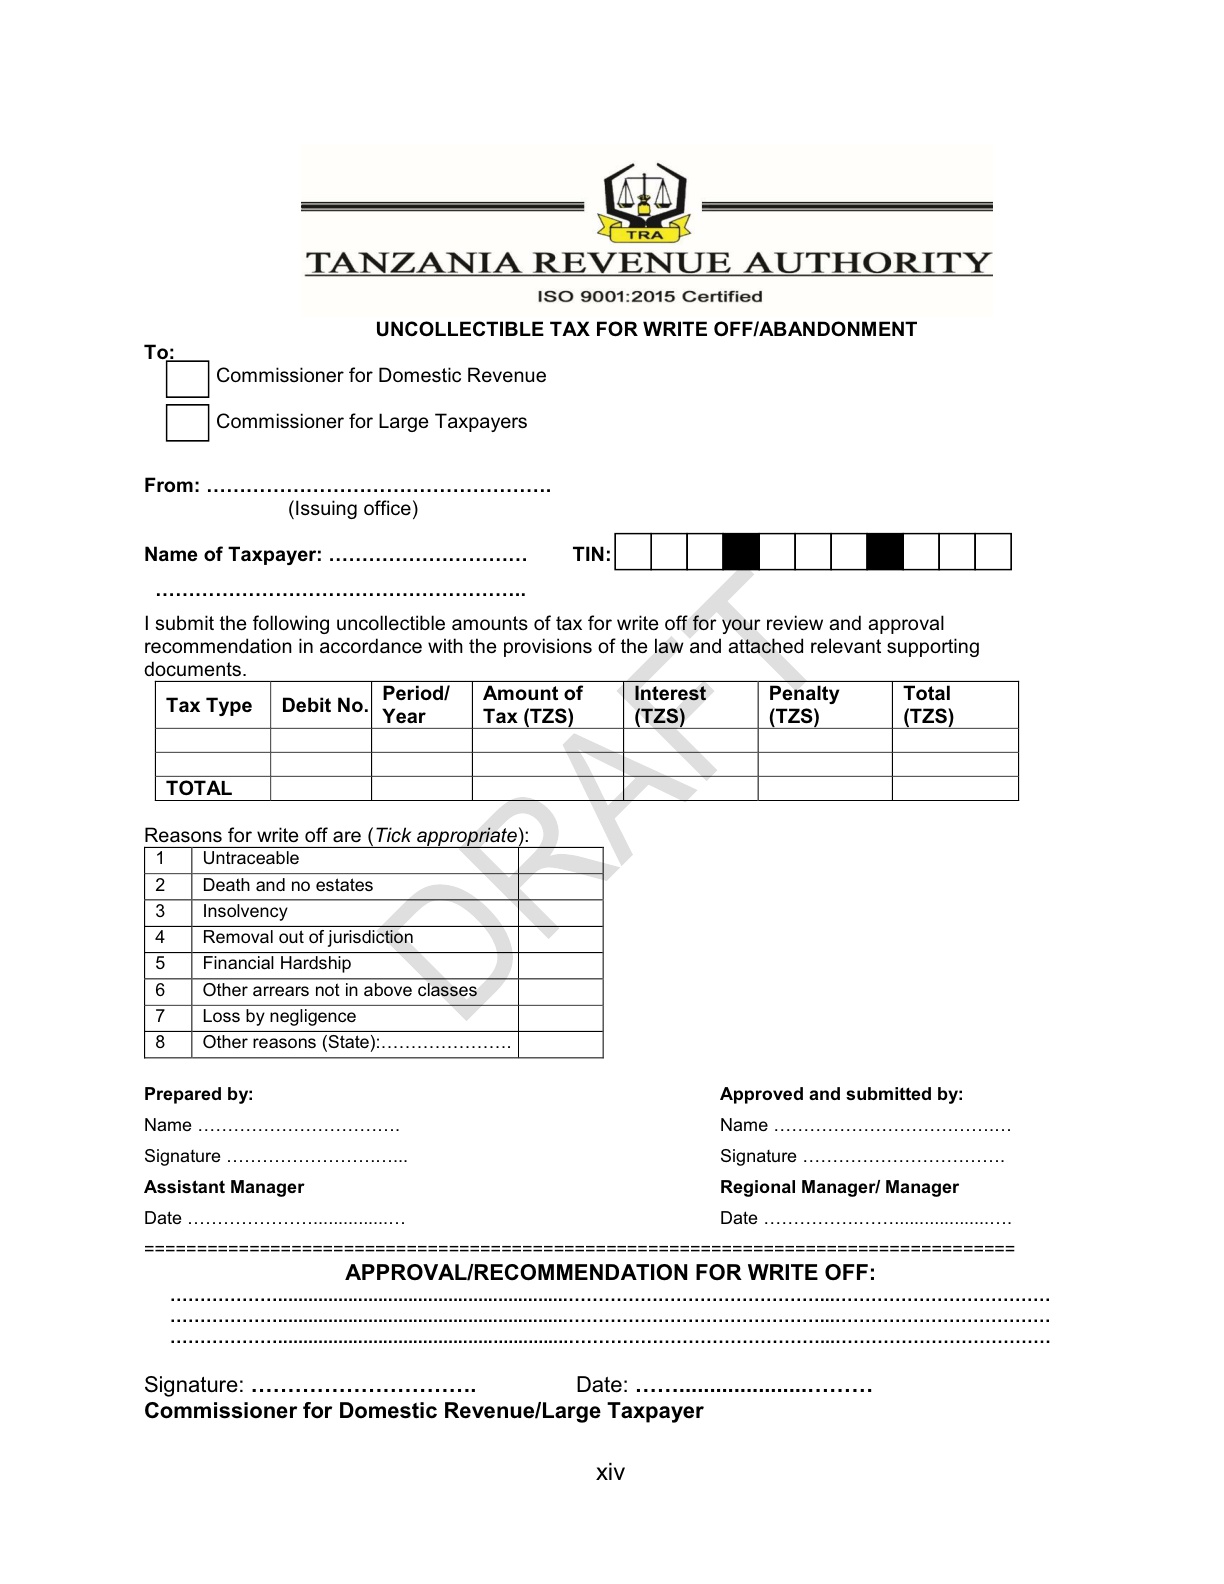 TRA
TANZANIA REVENUE AUTHORITY
ISO 9001:2015 Certified
UNCOLLECTIBLE TAX FOR WRITE OFF/ABANDONMENT
To:
Commissioner for Domestic Revenue
Commissioner for Large Taxpayers
From: …………………………………………….
(Issuing office)
Name of Taxpayer: ………………………… TIN:
………………………………………………..
I submit the following uncollectible amounts of tax for write off for your review and approval
recommendation in accordance with the provisions of the law and attached relevant supporting
documents.
Tax Type Debit No. Period/ Year Amount of Tax (TZS) Interest (TZS) Penalty (TZS) Total (TZS)
TOTAL
Reasons for write off are (Tick appropriate):
1 Untraceable
2 Death and no estates
3 Insolvency
4 Removal out of jurisdiction
5 Financial Hardship
6 Other arrears not in above classes
7 Loss by negligence
8 Other reasons (State):………………….
DRAFT
Prepared by: Approved and submitted by:
Name ……………………………. Name ……………………………….…
Signature …………………….…... Signature …………………………….
Assistant Manager Regional Manager/ Manager
Date …………………..............…. Date …………….……...................….
===================================================================================
APPROVAL/RECOMMENDATION FOR WRITE OFF:
………………............................................................………………………………………....………………………………
………………............................................................………………………………………....………………………………
………………............................................................………………………………………....………………………………
Signature: …………………………. Date: ……......................………
Commissioner for Domestic Revenue/Large Taxpayer
xiv